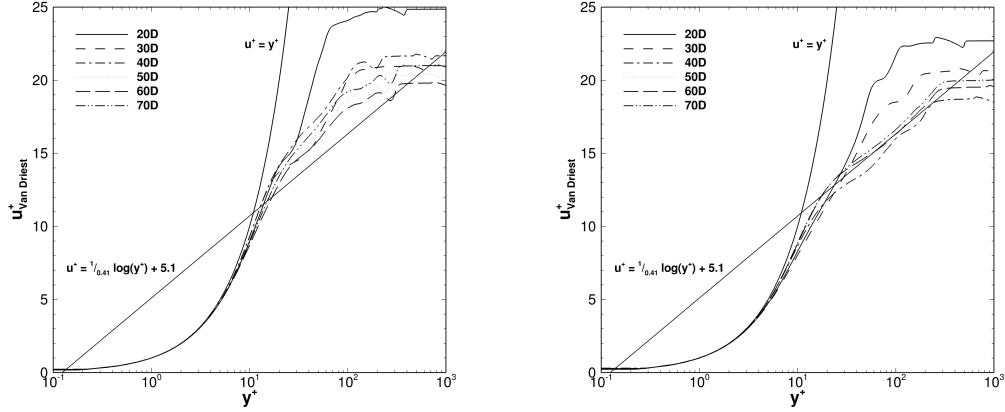 25
20
15
10
5
0
u⁺Van Driest
20D
30D
40D
50D
60D
70D
u⁺ = y⁺
u⁺ = ¹/₀.₄₁ log(y⁺) + 5.1
10⁻¹ 10⁰ 10¹ 10² 10³
y⁺
25
20
15
10
5
0
u⁺Van Driest
20D
30D
40D
50D
60D
70D
u⁺ = y⁺
u⁺ = ¹/₀.₄₁ log(y⁺) + 5.1
10⁻¹ 10⁰ 10¹ 10² 10³
y⁺